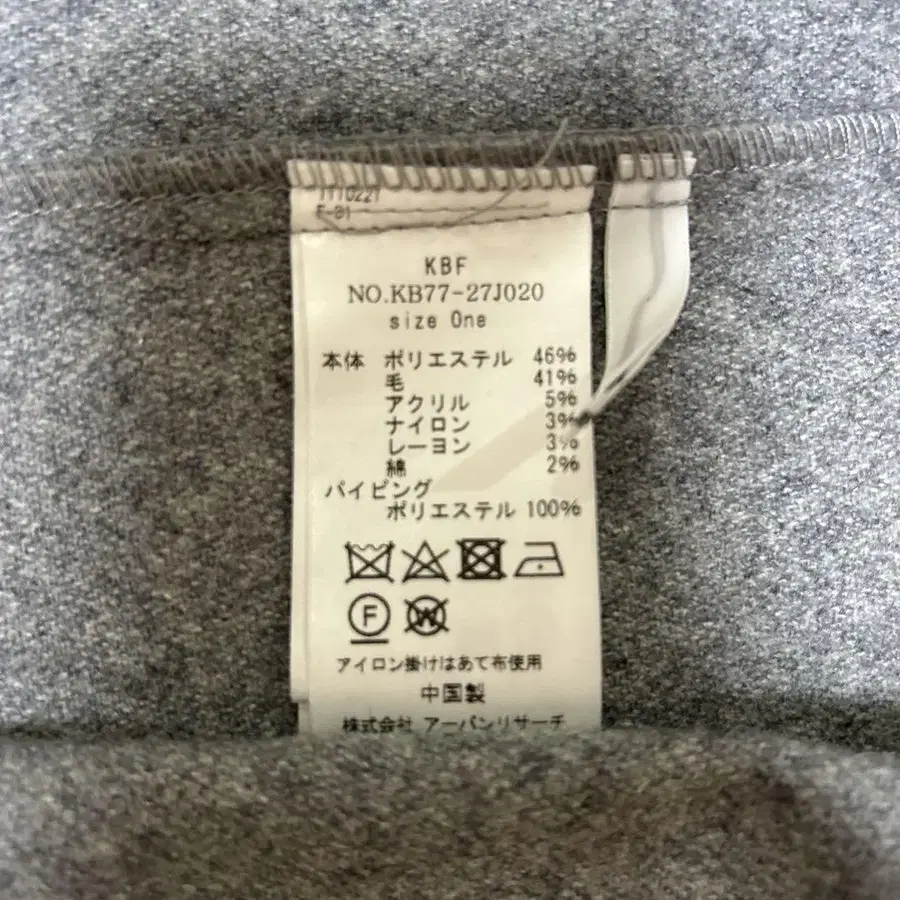 1110221
F-31
KBF
NO.KB77-27J020
size One
本体 ポリエステル 46%
毛 41%
アクリル 5%
ナイロン 3%
レーヨン 3%
綿 2%
パイピング
ポリエステル 100%
F W
アイロン掛けはあて布使用
中国製
株式会社 アーバンリサーチ